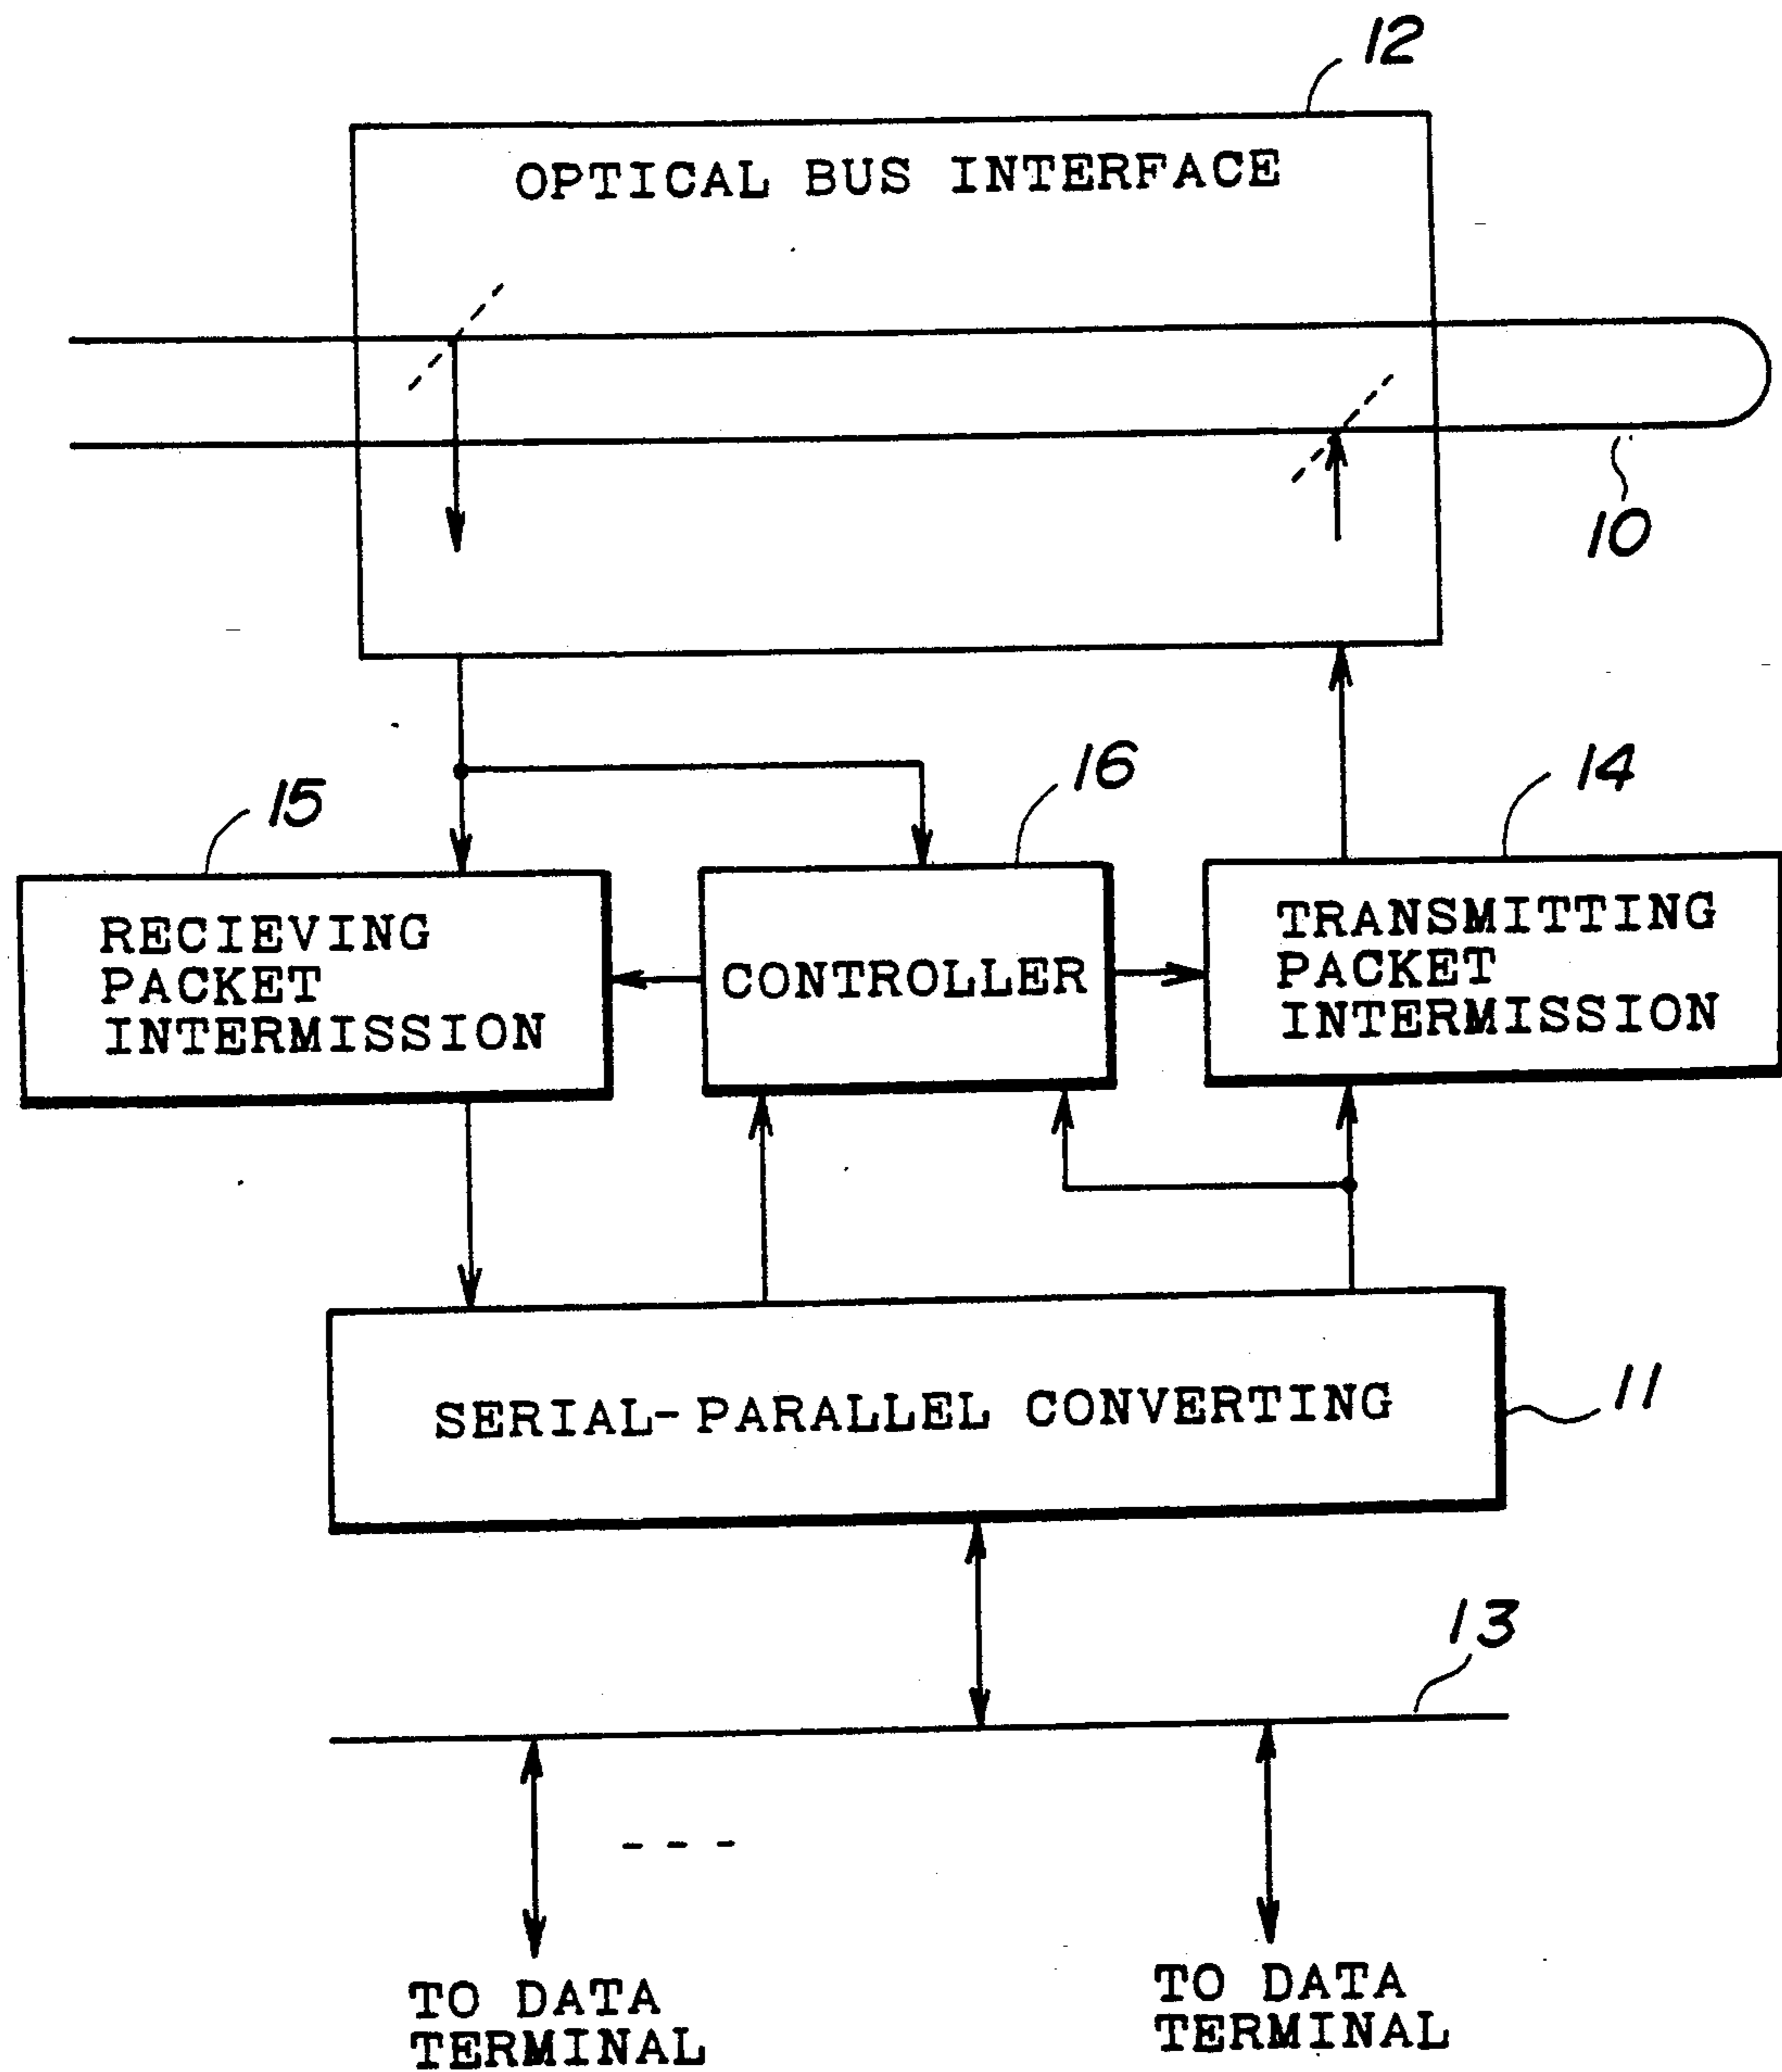 12
OPTICAL BUS INTERFACE
10
15
16
14
RECIEVING
PACKET
INTERMISSION
CONTROLLER
TRANSMITTING
PACKET
INTERMISSION
SERIAL-PARALLEL CONVERTING
11
13
TO DATA
TERMINAL
TO DATA
TERMINAL